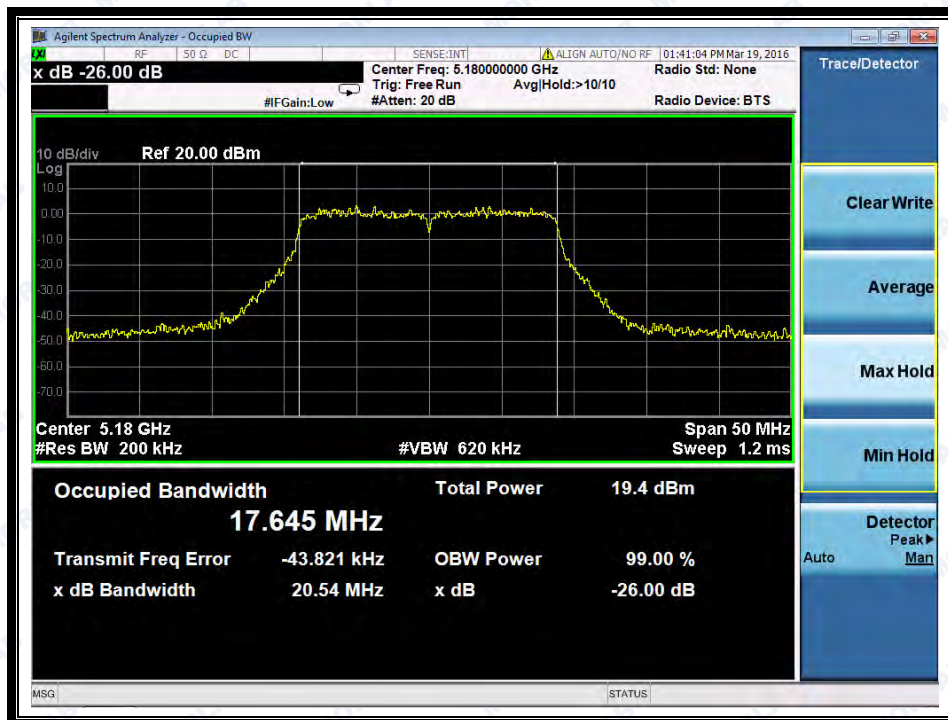 Agilent Spectrum Analyzer - Occupied BW
LXI RF 50 Ω DC SENSE:INT ALIGN AUTO/NO RF 01:41:04 PM Mar 19, 2016
x dB -26.00 dB
Center Freq: 5.180000000 GHz Radio Std: None
Trig: Free Run Avg|Hold:>10/10
#IFGain:Low #Atten: 20 dB Radio Device: BTS
10 dB/div Ref 20.00 dBm
Log
10.0
0.00
-10.0
-20.0
-30.0
-40.0
-50.0
-60.0
-70.0
Center 5.18 GHz Span 50 MHz
#Res BW 200 kHz #VBW 620 kHz Sweep 1.2 ms
Occupied Bandwidth Total Power 19.4 dBm
17.645 MHz
Transmit Freq Error -43.821 kHz OBW Power 99.00 %
x dB Bandwidth 20.54 MHz x dB -26.00 dB
Trace/Detector
Clear Write
Average
Max Hold
Min Hold
Detector
Peak▶
Auto Man
MSG STATUS